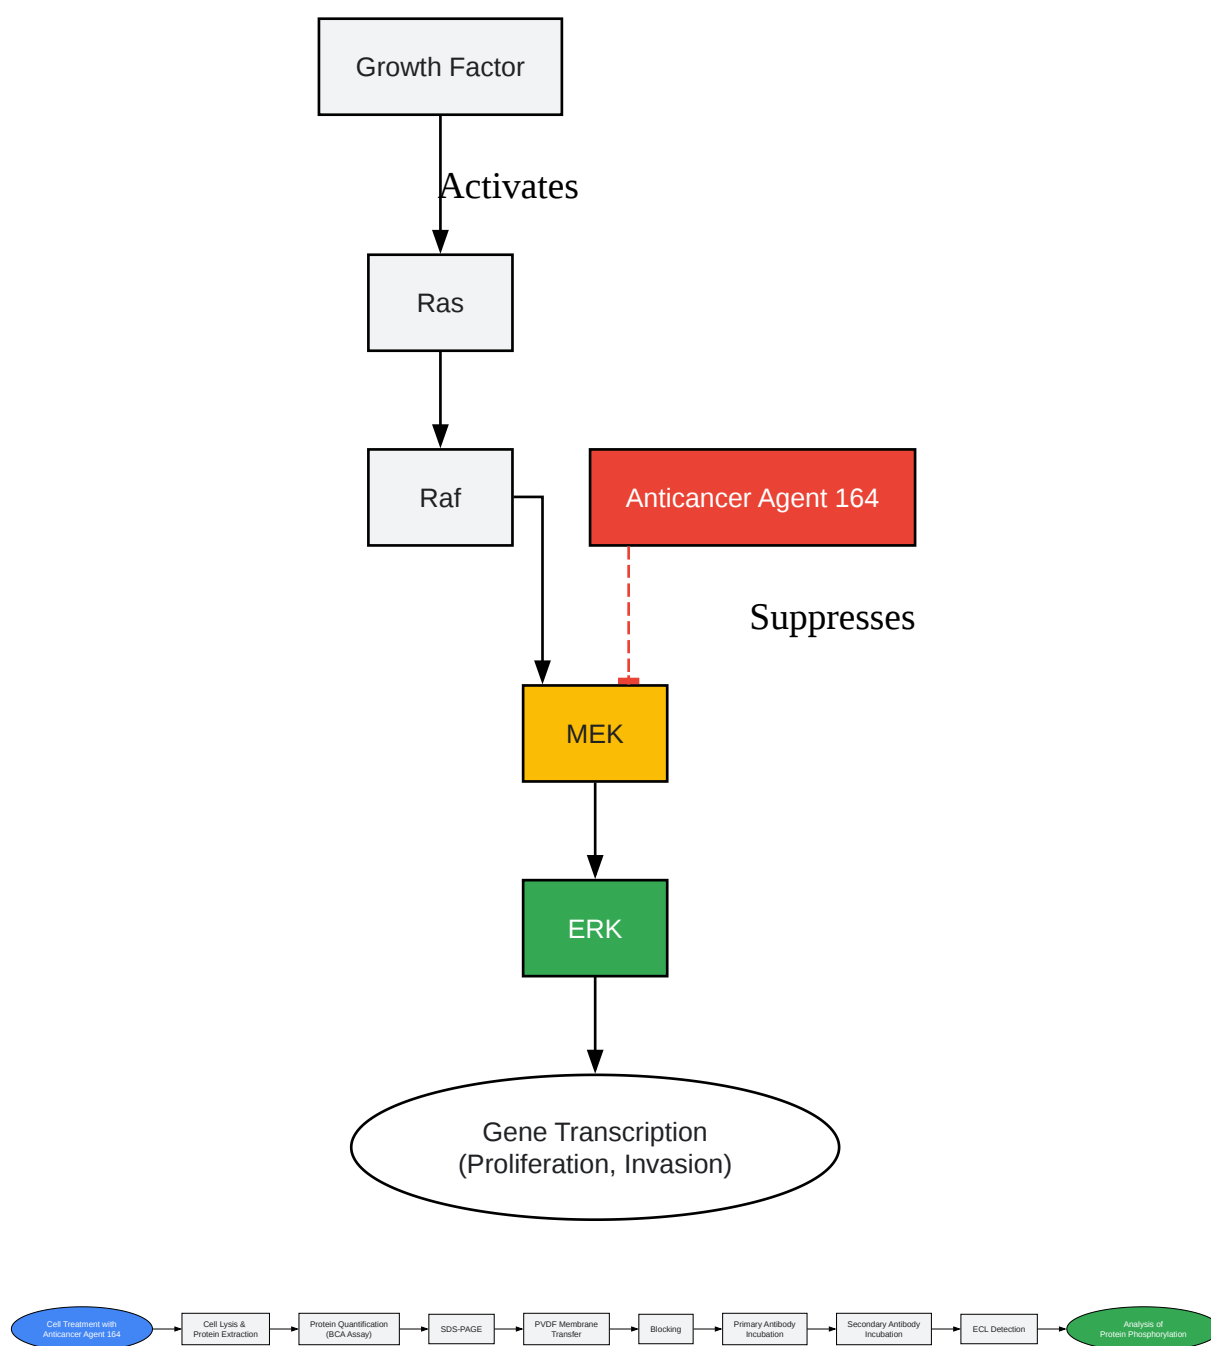 Growth Factor
Activates
Ras
Raf
Anticancer Agent 164
Suppresses
MEK
ERK
Gene Transcription
(Proliferation, Invasion)
Cell Treatment with
Anticancer Agent 164
Cell Lysis &
Protein Extraction
Protein Quantification
(BCA Assay)
SDS-PAGE
PVDF Membrane
Transfer
Blocking
Primary Antibody
Incubation
Secondary Antibody
Incubation
ECL Detection
Analysis of
Protein Phosphorylation